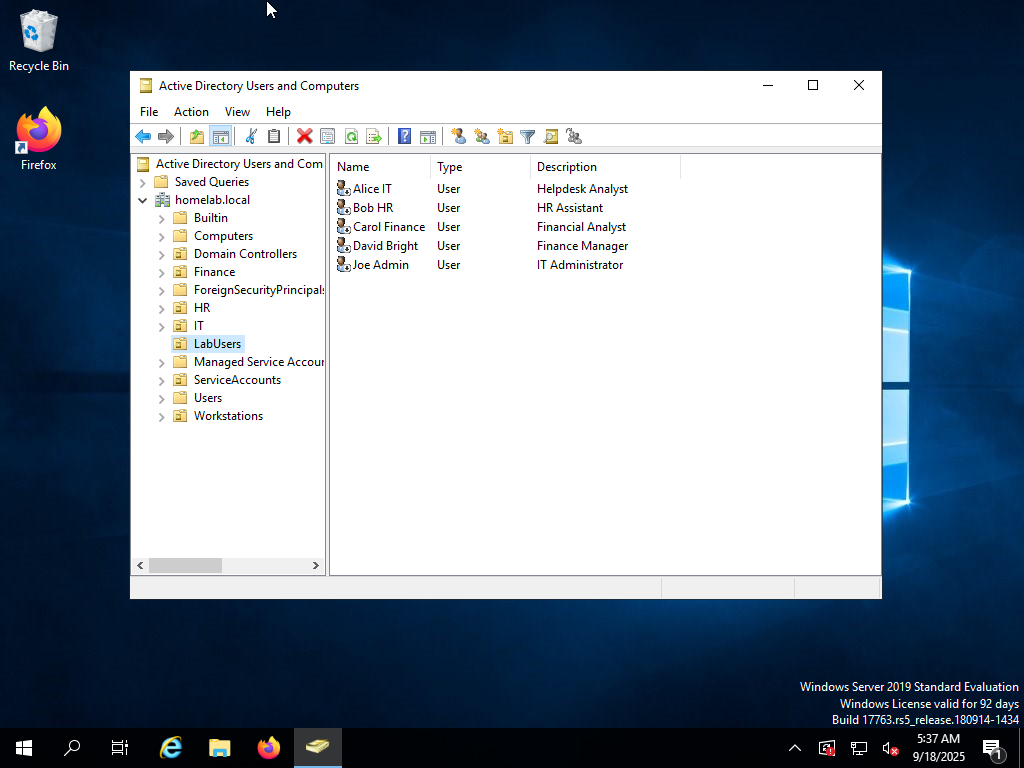 Recycle Bin
Firefox
Active Directory Users and Computers
File Action View Help
Active Directory Users and Com
Saved Queries
homelab.local
Builtin
Computers
Domain Controllers
Finance
ForeignSecurityPrincipals
HR
IT
LabUsers
Managed Service Accour
ServiceAccounts
Users
Workstations
Name Type Description
Alice IT User Helpdesk Analyst
Bob HR User HR Assistant
Carol Finance User Financial Analyst
David Bright User Finance Manager
Joe Admin User IT Administrator
Windows Server 2019 Standard Evaluation
Windows License valid for 92 days
Build 17763.rs5_release.180914-1434
5:37 AM
9/18/2025
1